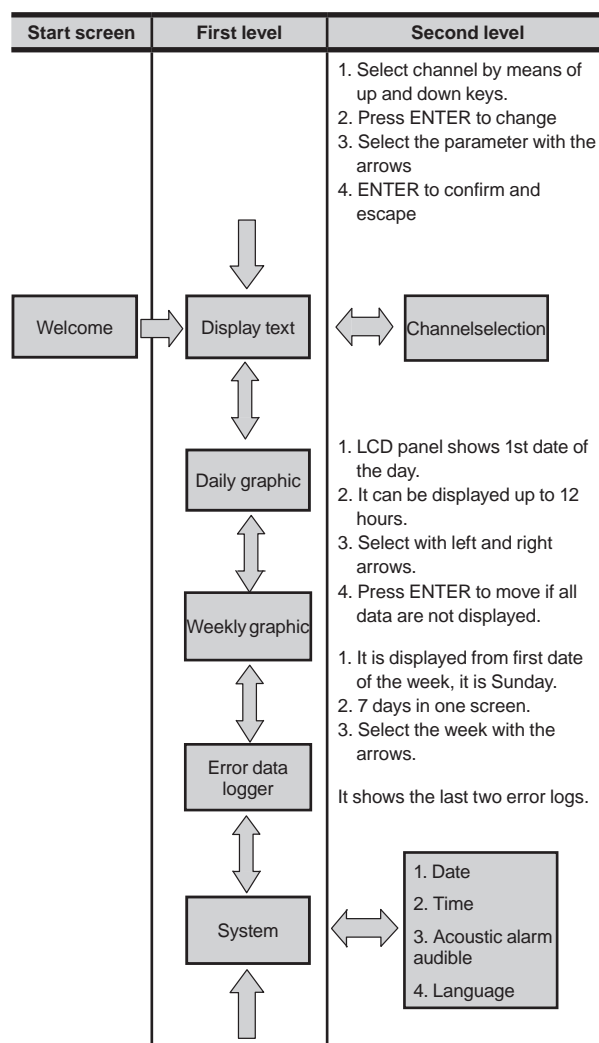 Start screen First level Second level
1. Select channel by means of
up and down keys.
2. Press ENTER to change
3. Select the parameter with the
arrows
4. ENTER to confirm and
escape
Welcome Display text Channelselection
Daily graphic
1. LCD panel shows 1st date of
the day.
2. It can be displayed up to 12
hours.
3. Select with left and right
arrows.
4. Press ENTER to move if all
data are not displayed.
Weekly graphic
1. It is displayed from first date
of the week, it is Sunday.
2. 7 days in one screen.
3. Select the week with the
arrows.
Error data
logger
It shows the last two error logs.
System
1. Date
2. Time
3. Acoustic alarm
audible
4. Language